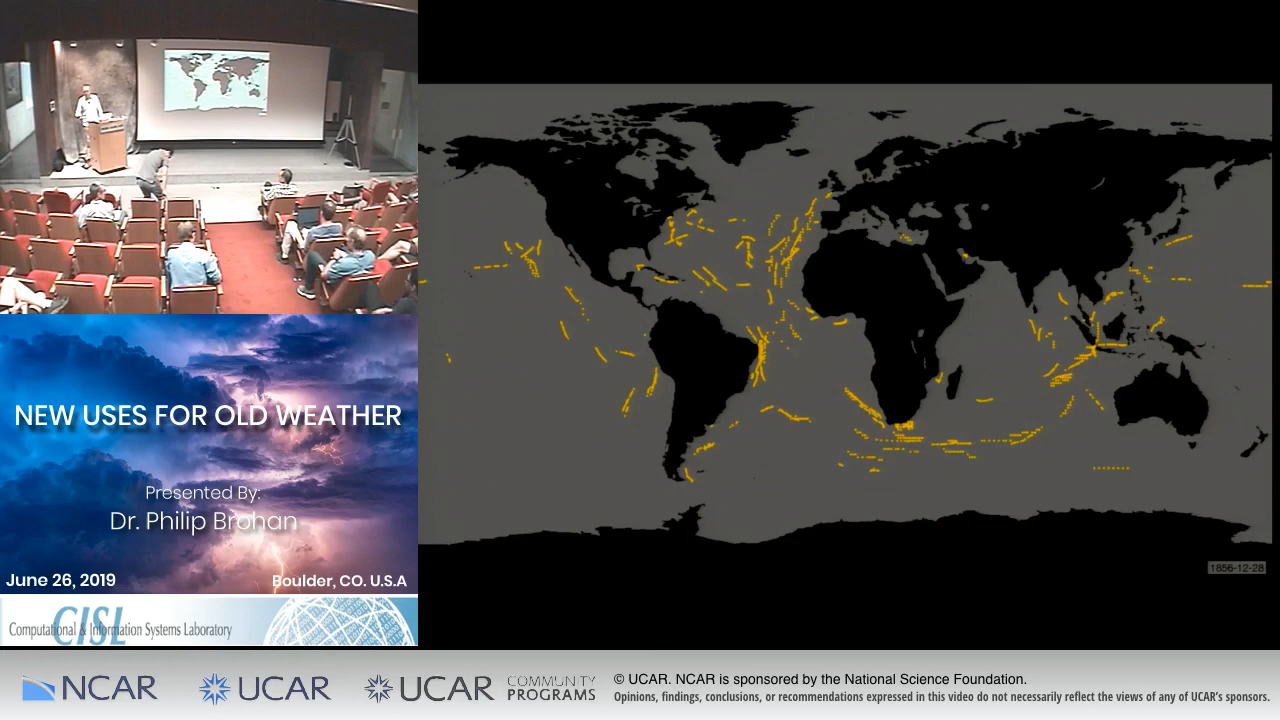 1856-12-28
NEW USES FOR OLD WEATHER
Presented By:
Dr. Philip Brohan
June 26, 2019
Boulder, CO. U.S.A
CISL
Computational & Information Systems Laboratory
NCAR
UCAR
UCAR COMMUNITY PROGRAMS
© UCAR. NCAR is sponsored by the National Science Foundation.
Opinions, findings, conclusions, or recommendations expressed in this video do not necessarily reflect the views of any of UCAR's sponsors.